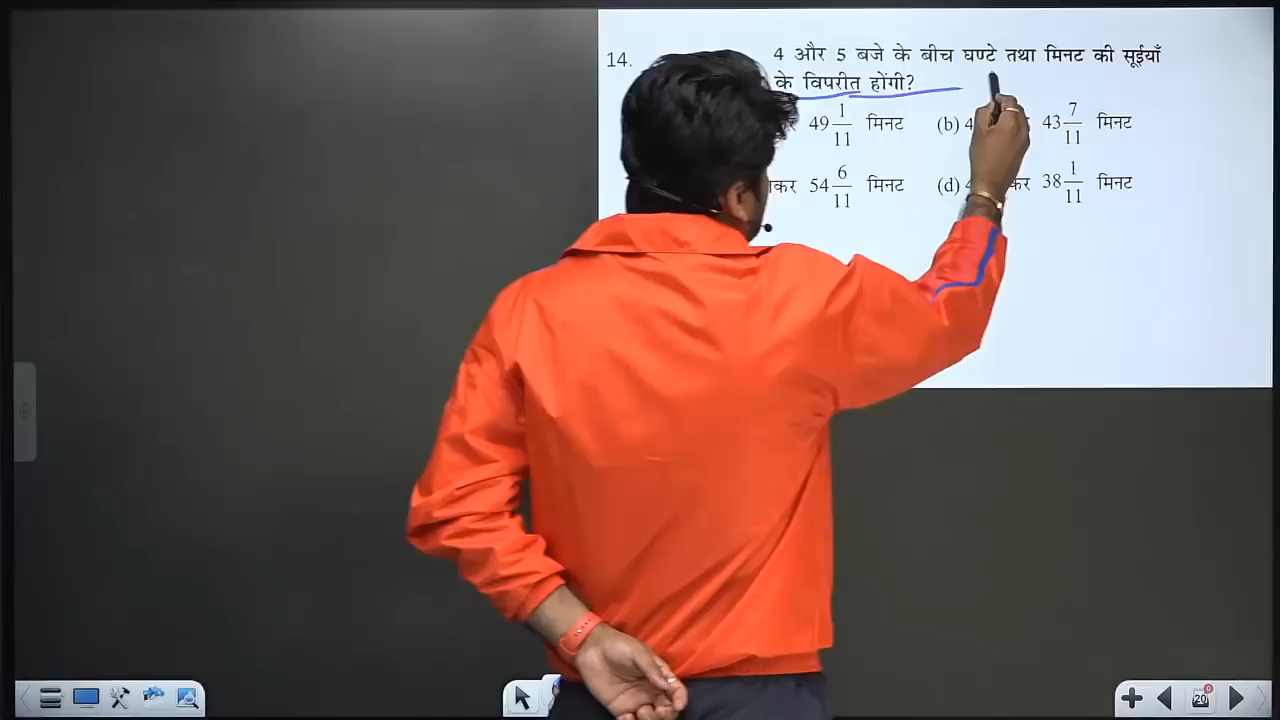 14. 4 और 5 बजे के बीच घण्टे तथा मिनट की सूईयाँ
के विपरीत होंगी?
49 1/11 मिनट (b) 4 43 7/11 मिनट
कर 54 6/11 मिनट (d) कर 38 1/11 मिनट
20